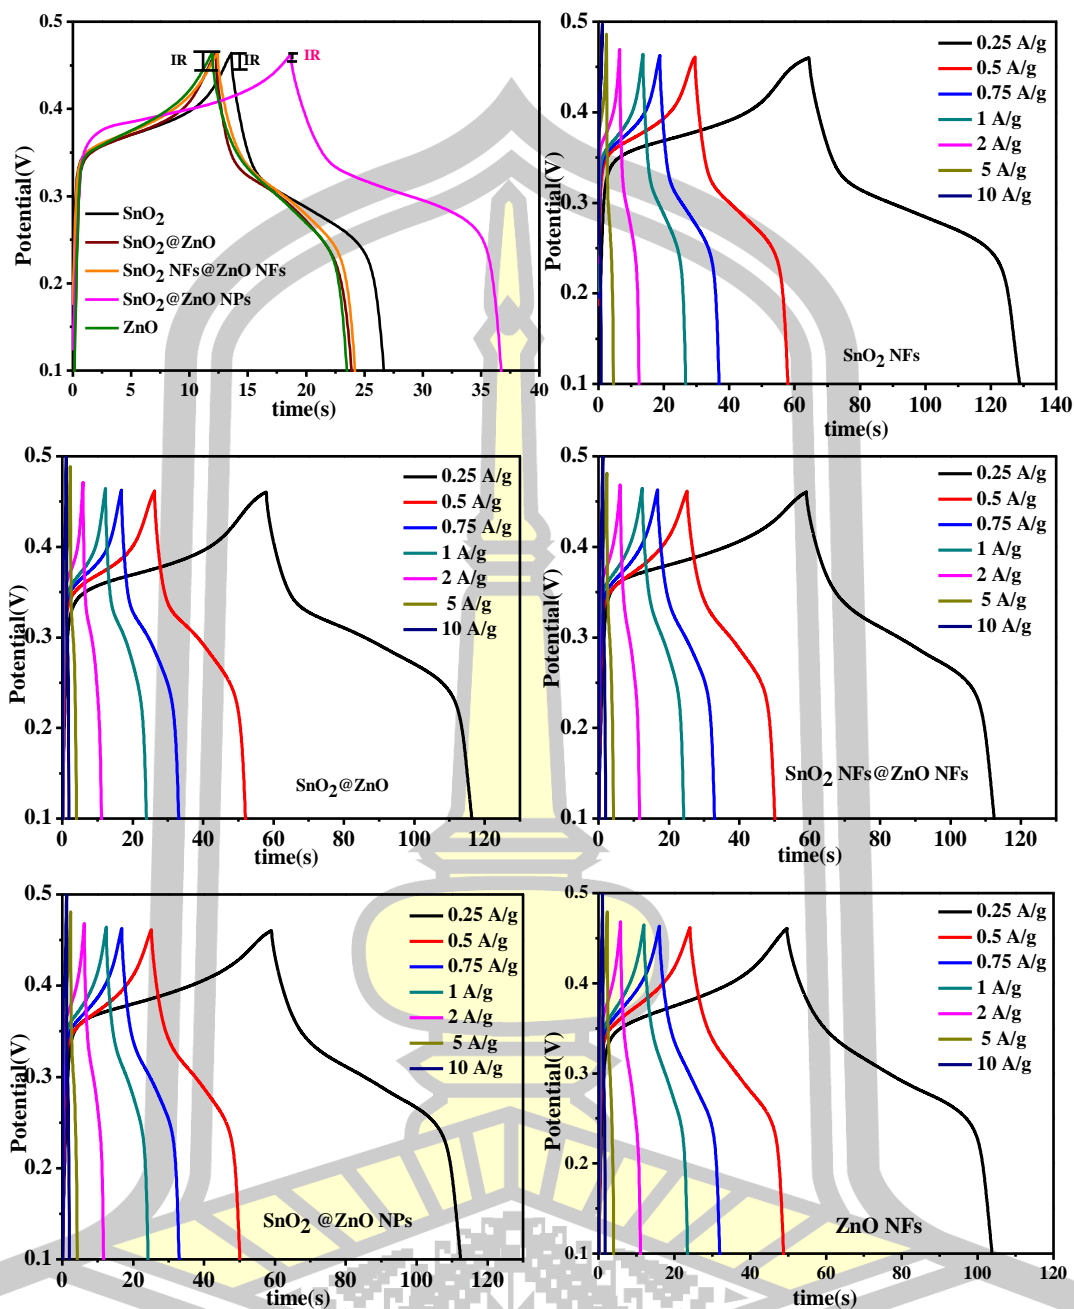 0.5
0.4
0.3
0.2
0.1
Potential(V)
IR
IR
IR
SnO2
SnO2@ZnO
SnO2 NFs@ZnO NFs
SnO2@ZnO NPs
ZnO
0 5 10 15 20 25 30 35 40
time(s)
0.5
0.4
0.3
0.2
0.1
Potential(V)
0.25 A/g
0.5 A/g
0.75 A/g
1 A/g
2 A/g
5 A/g
10 A/g
SnO2 NFs
0 20 40 60 80 100 120 140
time(s)
0.5
0.4
0.3
0.2
0.1
Potential(V)
0.25 A/g
0.5 A/g
0.75 A/g
1 A/g
2 A/g
5 A/g
10 A/g
SnO2@ZnO
0 20 40 60 80 100 120
time(s)
0.5
0.4
0.3
0.2
0.1
Potential(V)
0.25 A/g
0.5 A/g
0.75 A/g
1 A/g
2 A/g
5 A/g
10 A/g
SnO2 NFs@ZnO NFs
0 20 40 60 80 100 120
time(s)
0.5
0.4
0.3
0.2
0.1
Potential(V)
0.25 A/g
0.5 A/g
0.75 A/g
1 A/g
2 A/g
5 A/g
10 A/g
SnO2 @ZnO NPs
0 20 40 60 80 100 120
time(s)
0.5
0.4
0.3
0.2
0.1
Potential(V)
0.25 A/g
0.5 A/g
0.75 A/g
1 A/g
2 A/g
5 A/g
10 A/g
ZnO NFs
0 20 40 60 80 100 120
time(s)